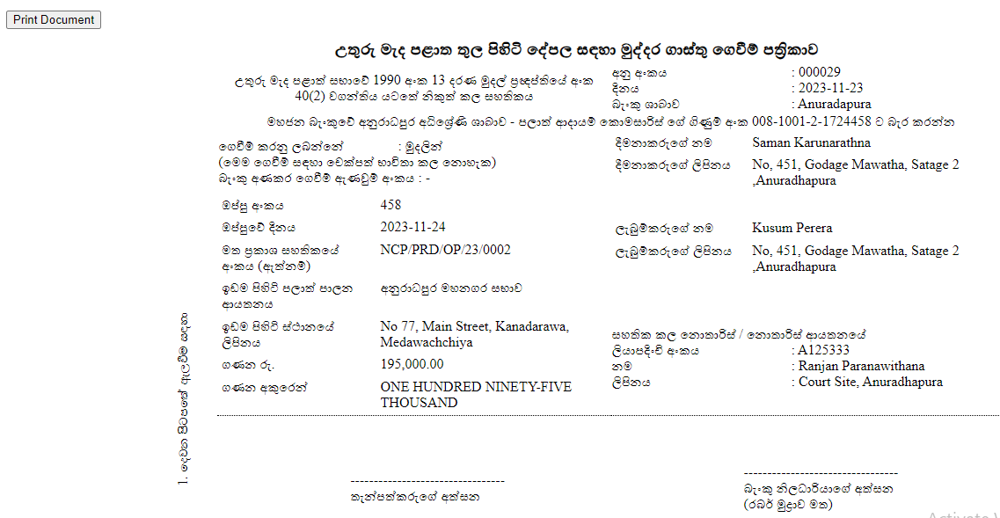 Print Document
උතුරු මැද පළාත තුල පිහිටි දේපල සඳහා මුද්දර ගාස්තු ගෙවීම් පත්‍රිකාව
උතුරු මැද පළාත් සභාවේ 1990 අංක 13 දරණ මුදල් ප්‍රඥප්තියේ අංක
40(2) වගන්තිය යටතේ නිකුත් කල සහතිකය
අනු අංකය : 000029
දිනය : 2023-11-23
බැංකු ශාඛාව : Anuradapura
මහජන බැංකුවේ අනුරාධපුර අයිශ්‍රේණි ශාඛාව - පලාත් ආදායම් කොමසාරිස් ගේ ගිණුම් අංක 008-1001-2-1724458 ට බැර කරන්න
ගෙවීම් කරනු ලබන්නේ : මුදලින්
(මෙම ගෙවීම් සඳහා චෙක්පත් භාවිතා කල නොහැක)
බැංකු අණකර ගෙවීම් ඇණවුම් අංකය : -
දීමනාකරුගේ නම Saman Karunarathna
දීමනාකරුගේ ලිපිනය No, 451, Godage Mawatha, Satage 2
,Anuradhapura
ඔප්පු අංකය 458
ඔප්පුවේ දිනය 2023-11-24
ලැබුම්කරුගේ නම Kusum Perera
මත ප්‍රකාශ සහතිකයේ NCP/PRD/OP/23/0002
අංකය (ඇත්නම්)
ලැබුම්කරුගේ ලිපිනය No, 451, Godage Mawatha, Satage 2
,Anuradhapura
ඉඩම පිහිටි පලාත් පාලන අනුරාධපුර මහනගර සභාව
ආයතනය
ඉඩම පිහිටි ස්ථානයේ No 77, Main Street, Kanadarawa,
ලිපිනය Medawachchiya
ගණන රු. 195,000.00
ගණන අකුරෙන් ONE HUNDRED NINETY-FIVE
THOUSAND
සහතික කල නොතාරිස් / නොතාරිස් ආයතනයේ
ලියාපදිංචි අංකය : A125333
නම : Ranjan Paranawithana
ලිපිනය : Court Site, Anuradhapura
1. දෙවන පිටපතේ ඇලවීම සඳහා
---------------------------------
තැන්පත්කරුගේ අත්සන
---------------------------------
බැංකු නිලධාරියාගේ අත්සන
(රබර් මුද්‍රාව මත)